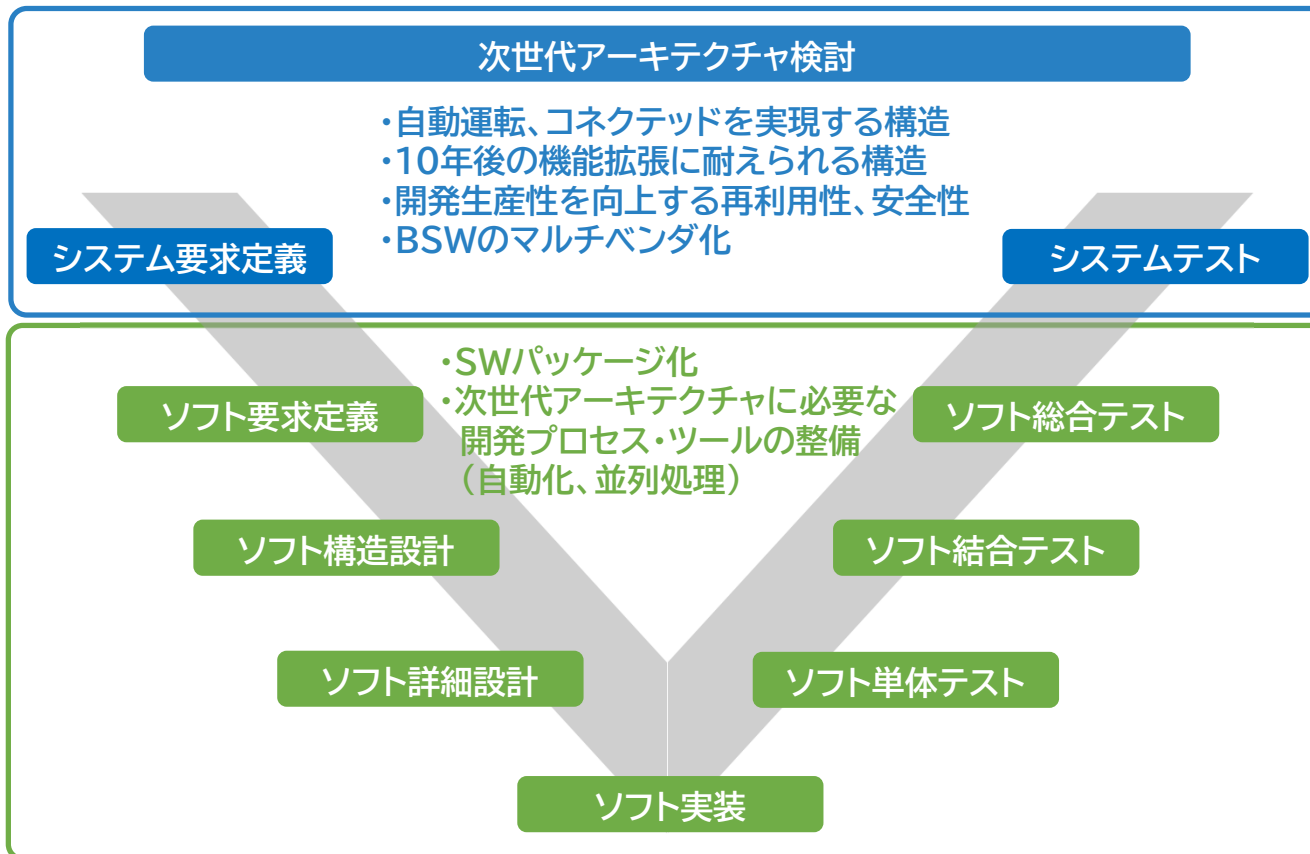 次世代アーキテクチャ検討
・自動運転、コネクテッドを実現する構造
・10年後の機能拡張に耐えられる構造
・開発生産性を向上する再利用性、安全性
・BSWのマルチベンダ化
システム要求定義
システムテスト
・SWパッケージ化
・次世代アーキテクチャに必要な
開発プロセス・ツールの整備
（自動化、並列処理）
ソフト要求定義
ソフト総合テスト
ソフト構造設計
ソフト結合テスト
ソフト詳細設計
ソフト単体テスト
ソフト実装